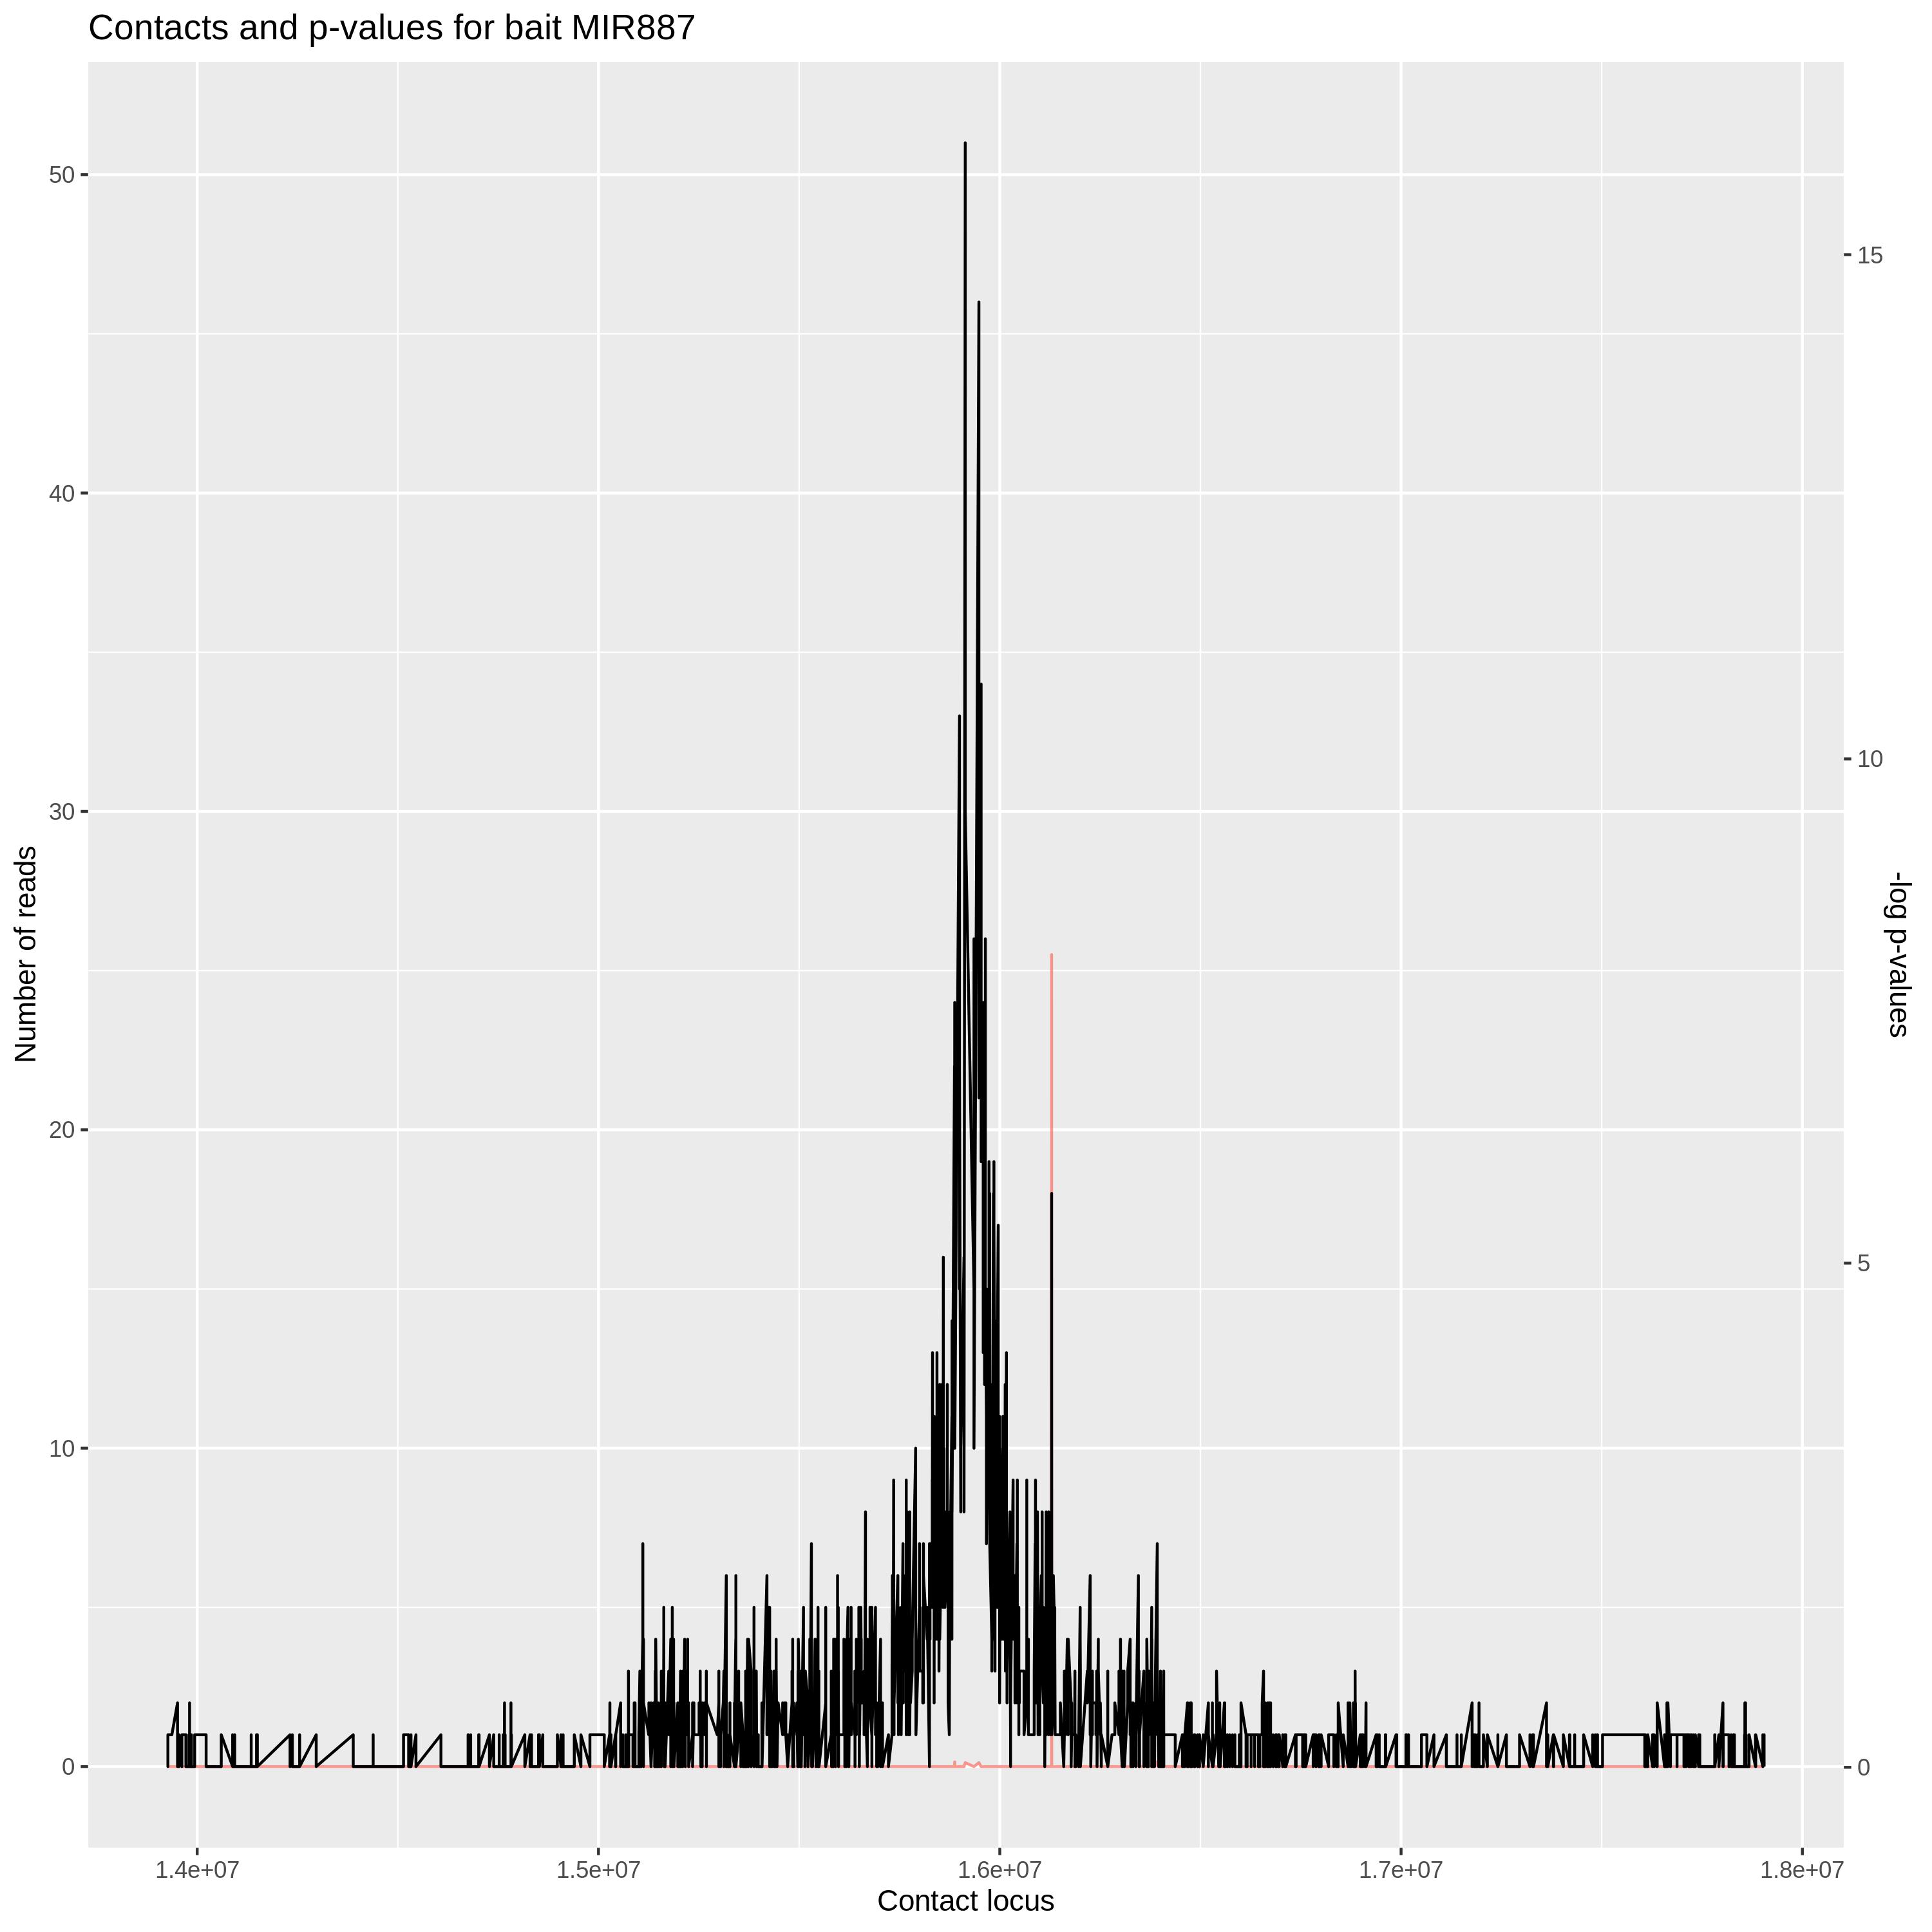 Contacts and p-values for bait MIR887
50
40
30
20
10
0
15
10
5
0
Number of reads
-log p-values
1.4e+07 1.5e+07 1.6e+07 1.7e+07 1.8e+07
Contact locus